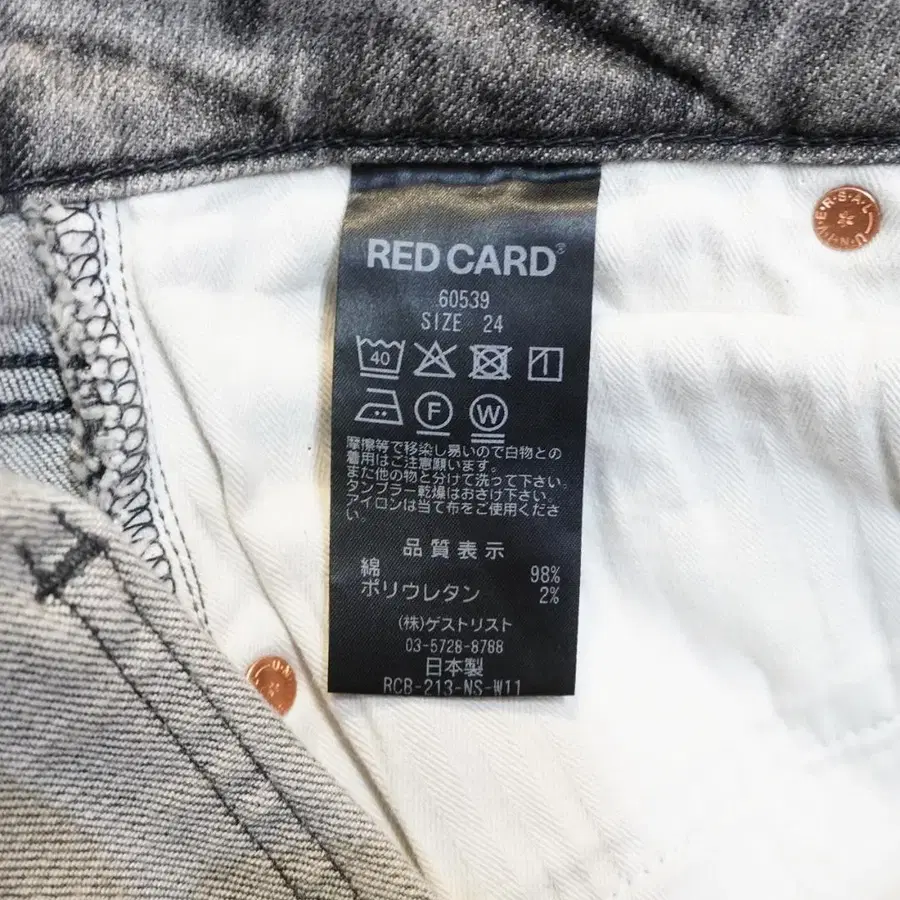 RED CARD®
60539
SIZE 24
40
F W
摩擦等で移染し易いので白物との
着用はご注意願います。
また他の物と分けて洗って下さい。
タンブラー乾燥はおさけ下さい。
アイロンは当て布をご使用くださ
い。
品質表示
綿 98%
ポリウレタン 2%
(株)ゲストリスト
03-5728-8788
日本製
RCB-213-NS-W11
U·N·I·V·E·R·S·A·L
U·N